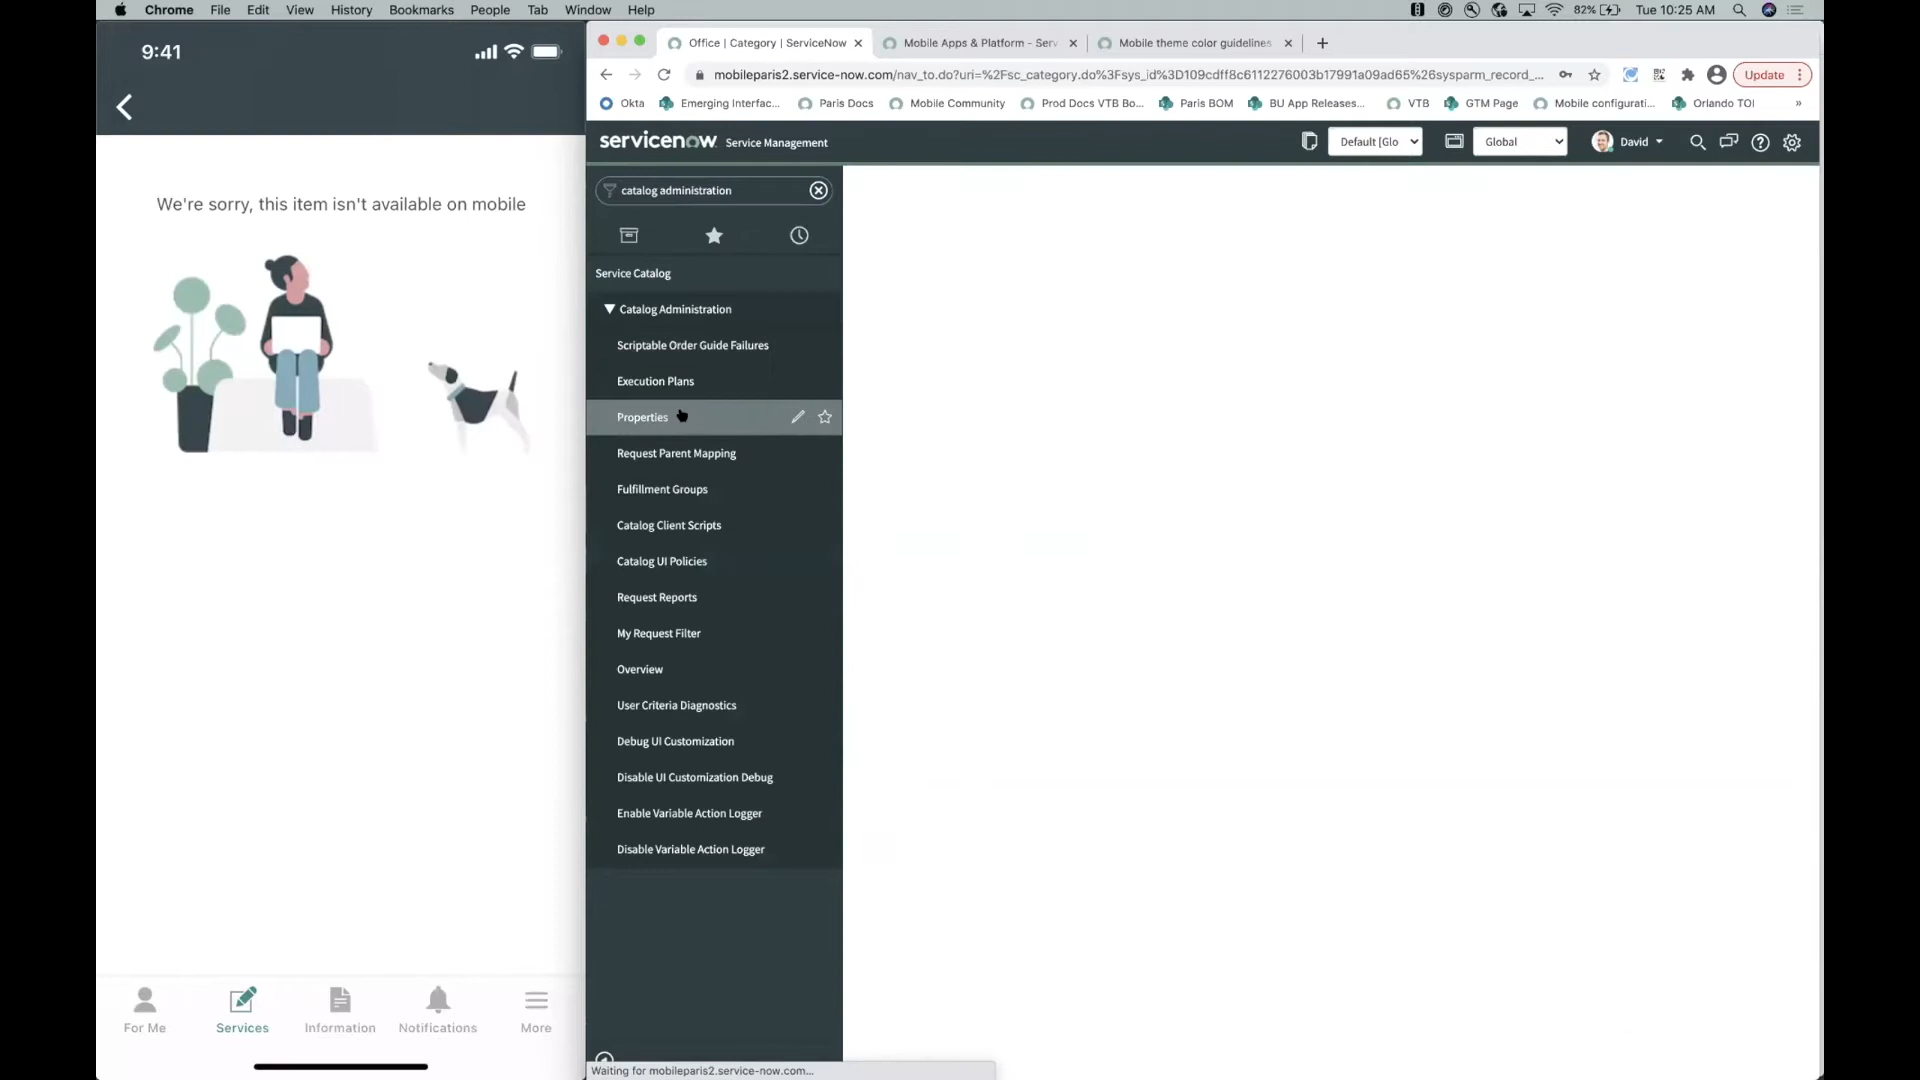 Chrome File Edit View History Bookmarks People Tab Window Help 82% Tue 10:25 AM
9:41
We're sorry, this item isn't available on mobile
For Me Services Information Notifications More
Office | Category | ServiceNow Mobile Apps & Platform - Serv Mobile theme color guidelines
mobileparis2.service-now.com/nav_to.do?uri=%2Fsc_category.do%3Fsys_id%3D109cdff8c6112276003b17991a09ad65%26sysparm_record_... Update
Okta Emerging Interfac... Paris Docs Mobile Community Prod Docs VTB Bo... Paris BOM BU App Releases... VTB GTM Page Mobile configurati... Orlando TOI »
servicenow Service Management Default [Glo Global David
catalog administration
Service Catalog
Catalog Administration
Scriptable Order Guide Failures
Execution Plans
Properties
Request Parent Mapping
Fulfillment Groups
Catalog Client Scripts
Catalog UI Policies
Request Reports
My Request Filter
Overview
User Criteria Diagnostics
Debug UI Customization
Disable UI Customization Debug
Enable Variable Action Logger
Disable Variable Action Logger
Waiting for mobileparis2.service-now.com...